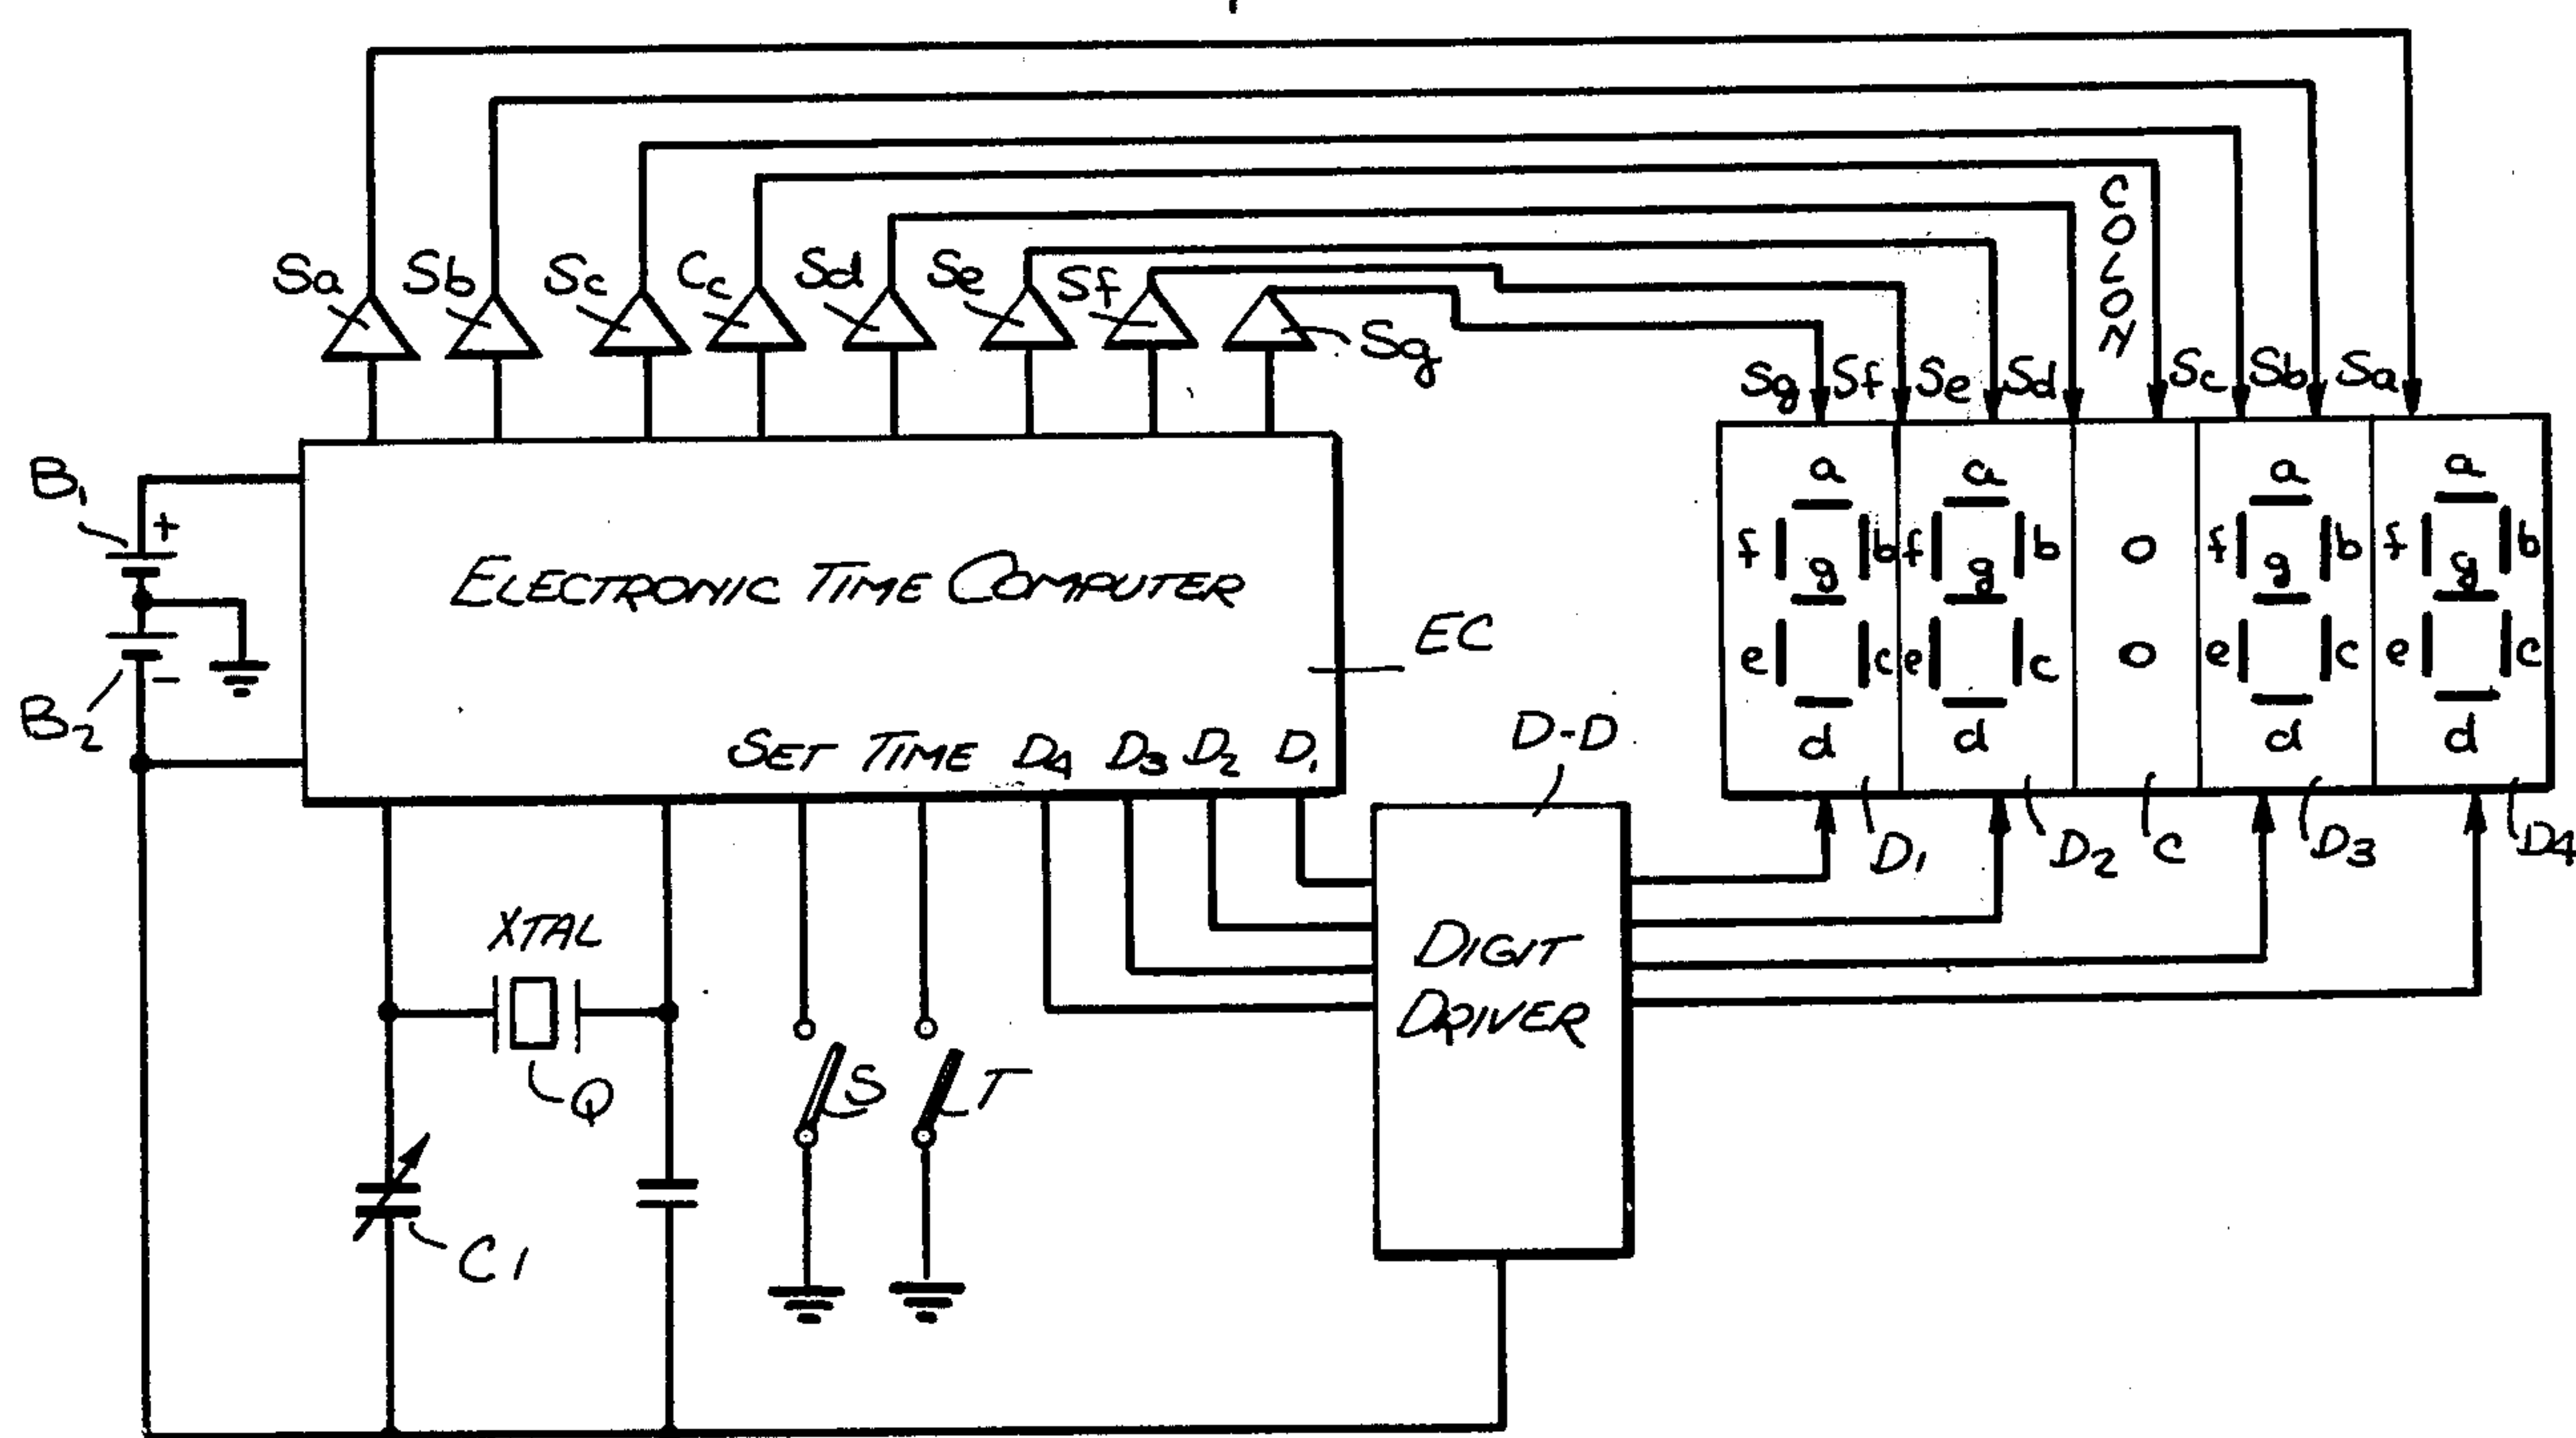 COLON
Sa Sb Sc Cc Sd Se Sf Sg
Sg Sf Se Sd Sc Sb Sa
B1
+
B2
−
ELECTRONIC TIME COMPUTER
EC
SET TIME D4 D3 D2 D1
a a a a
f b f b o f b f b
g g g g
e c e c o e c e c
d d d d
D1 D2 C D3 D4
D-D
DIGIT
DRIVER
XTAL
Q
S T
C1